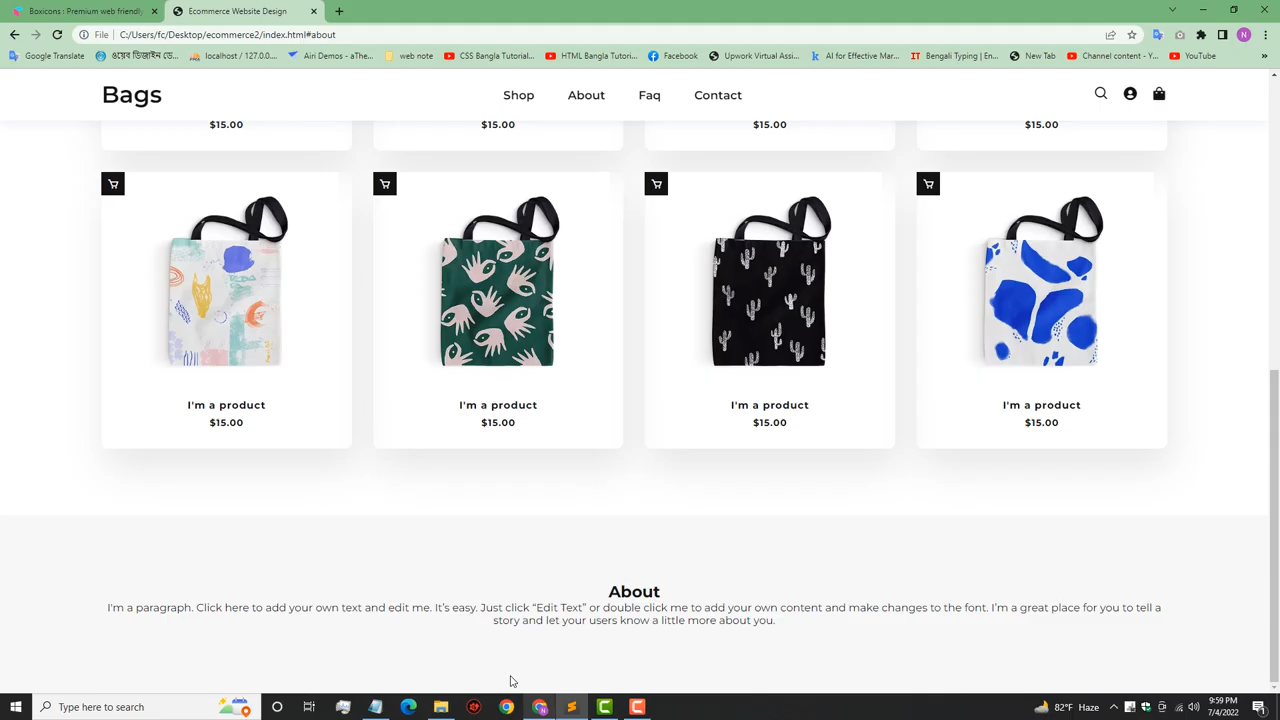 Boxicons : Premium web friendly
Ecommerce Website Design
File
C:/Users/fc/Desktop/ecommerce2/index.html#about
N
Google Translate
ওয়েব ডিজাইন ডে...
localhost / 127.0.0....
Airi Demos - aThe...
web note
CSS Bangla Tutorial...
HTML Bangla Tutori...
Facebook
Upwork Virtual Assi...
AI for Effective Mar...
Bengali Typing | En...
New Tab
Channel content - Y...
YouTube
Bags
Shop
About
Faq
Contact
$15.00
$15.00
$15.00
$15.00
I'm a product
$15.00
I'm a product
$15.00
I'm a product
$15.00
I'm a product
$15.00
About
I'm a paragraph. Click here to add your own text and edit me. It's easy. Just click “Edit Text” or double click me to add your own content and make changes to the font. I'm a great place for you to tell a
story and let your users know a little more about you.
Type here to search
82°F Haze
9:59 PM
7/4/2022